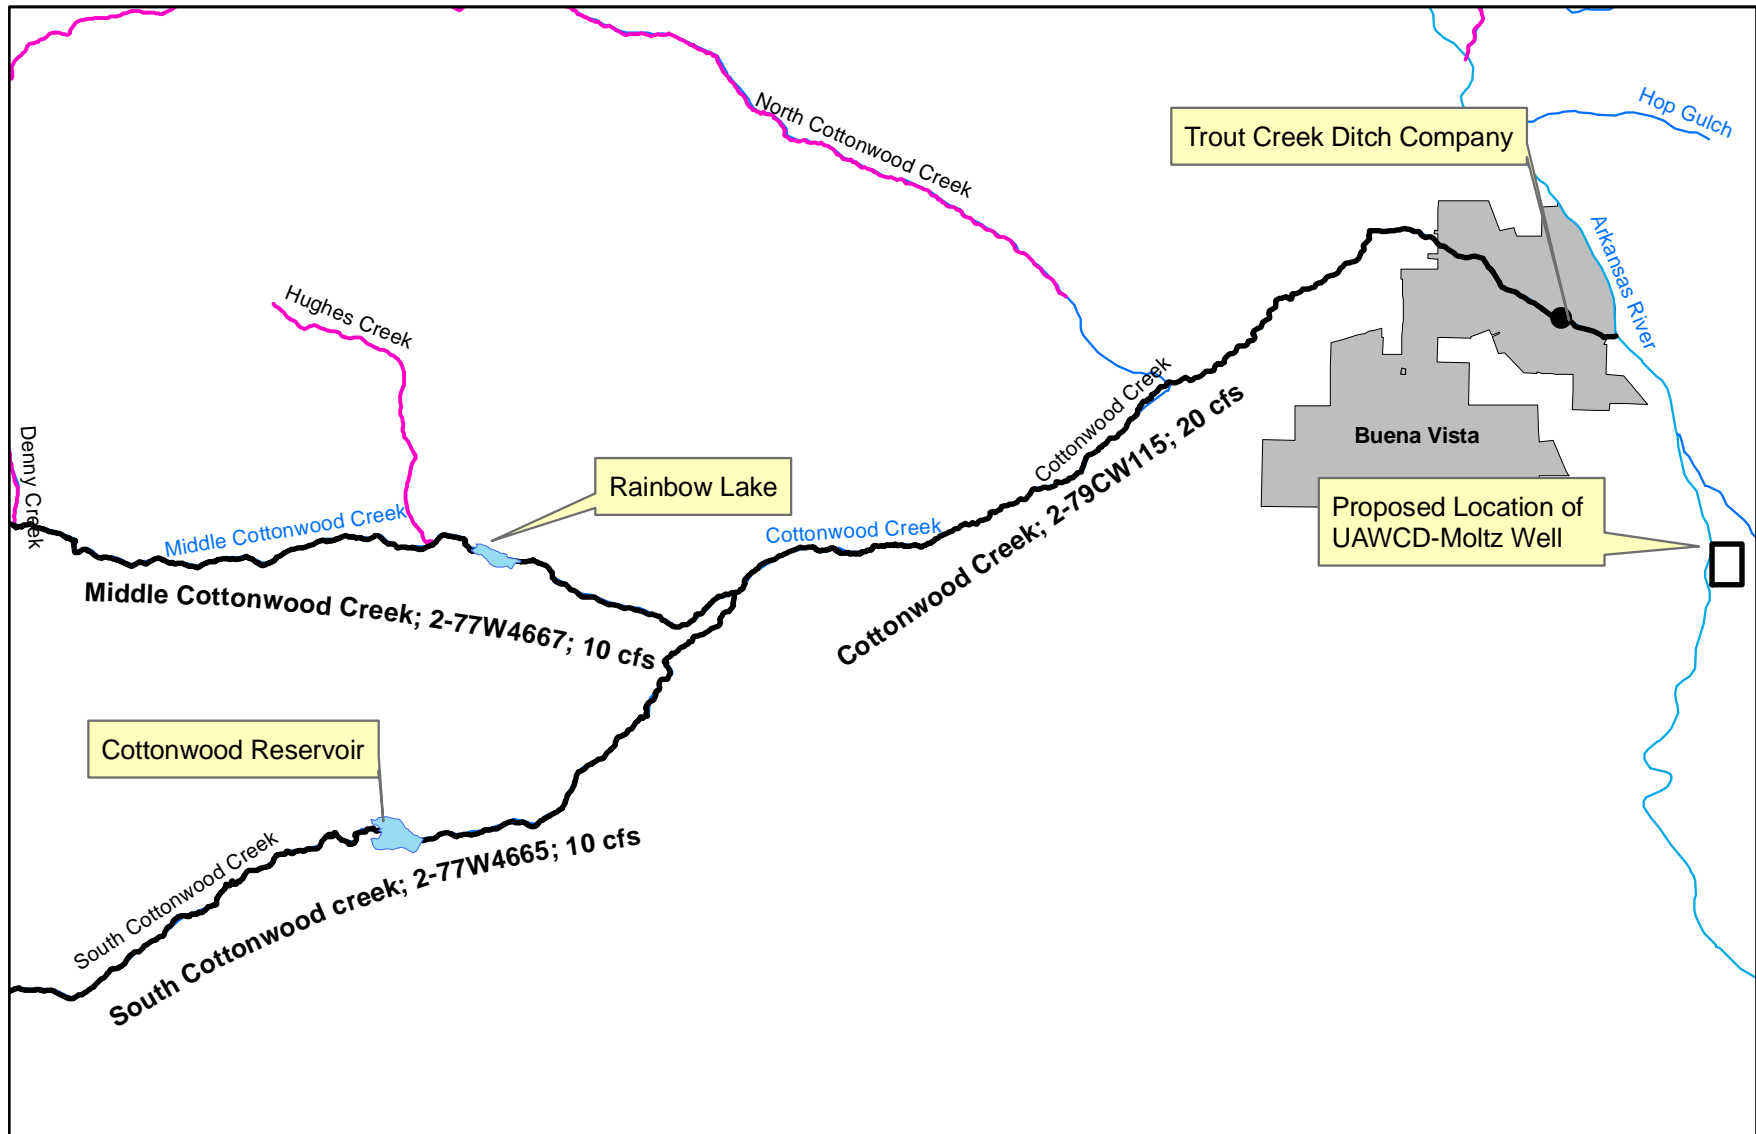 Hop Gulch
North Cottonwood Creek
Trout Creek Ditch Company
Arkansas River
Hughes Creek
Cottonwood Creek
Cottonwood Creek; 2-79CW115; 20 cfs
Buena Vista
Denny Creek
Rainbow Lake
Middle Cottonwood Creek
Cottonwood Creek
Proposed Location of
UAWCD-Moltz Well
Middle Cottonwood Creek; 2-77W4667; 10 cfs
Cottonwood Reservoir
South Cottonwood Creek
South Cottonwood creek; 2-77W4665; 10 cfs